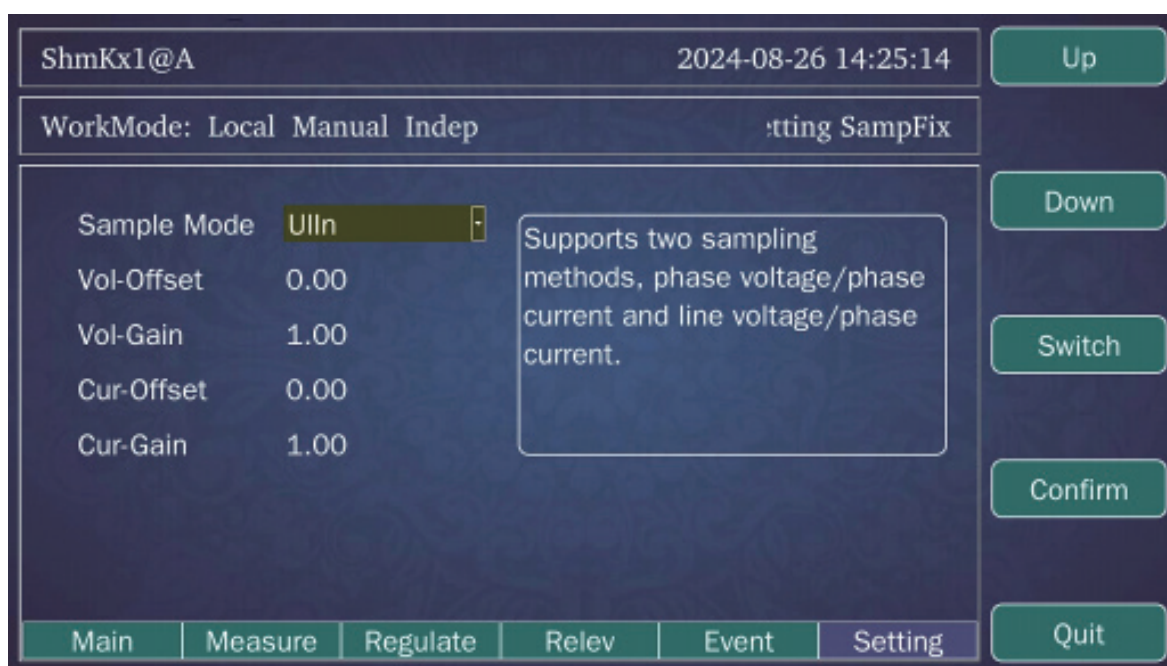 ShmKx1@A 2024-08-26 14:25:14
WorkMode: Local Manual Indep etting SampFix
Sample Mode UlIn
Vol-Offset 0.00
Vol-Gain 1.00
Cur-Offset 0.00
Cur-Gain 1.00
Supports two sampling
methods, phase voltage/phase
current and line voltage/phase
current.
Up
Down
Switch
Confirm
Quit
Main Measure Regulate Relev Event Setting